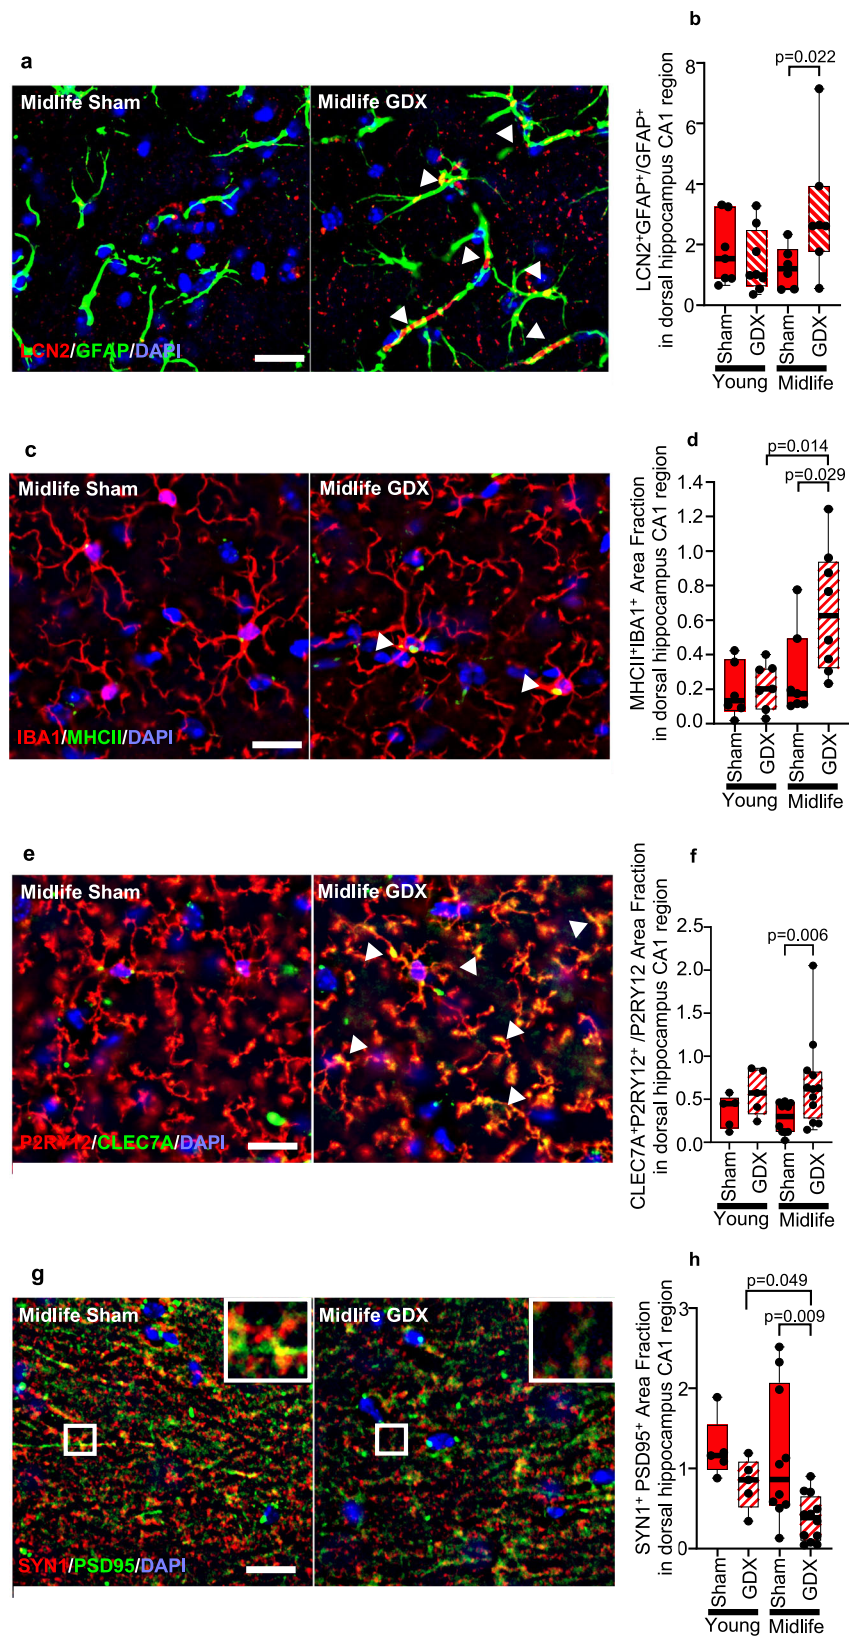 a
Midlife Sham
Midlife GDX
LCN2/GFAP/DAPI
b
p=0.022
LCN2⁺GFAP⁺/GFAP⁺
in dorsal hippocampus CA1 region
8
6
4
2
0
Sham
GDX
Sham
GDX
Young
Midlife
c
Midlife Sham
Midlife GDX
IBA1/MHCII/DAPI
d
p=0.014
p=0.029
MHCII⁺IBA1⁺ Area Fraction
in dorsal hippocampus CA1 region
1.4
1.2
1.0
0.8
0.6
0.4
0.2
0.0
Sham
GDX
Sham
GDX
Young
Midlife
e
Midlife Sham
Midlife GDX
P2RY12/CLEC7A/DAPI
f
p=0.006
CLEC7A⁺P2RY12⁺ /P2RY12 Area Fraction
in dorsal hippocampus CA1 region
2.5
2.0
1.5
1.0
0.5
0.0
Sham
GDX
Sham
GDX
Young
Midlife
g
Midlife Sham
Midlife GDX
SYN1/PSD95/DAPI
h
p=0.049
p=0.009
SYN1⁺ PSD95⁺ Area Fraction
in dorsal hippocampus CA1 region
3
2
1
0
Sham
GDX
Sham
GDX
Young
Midlife